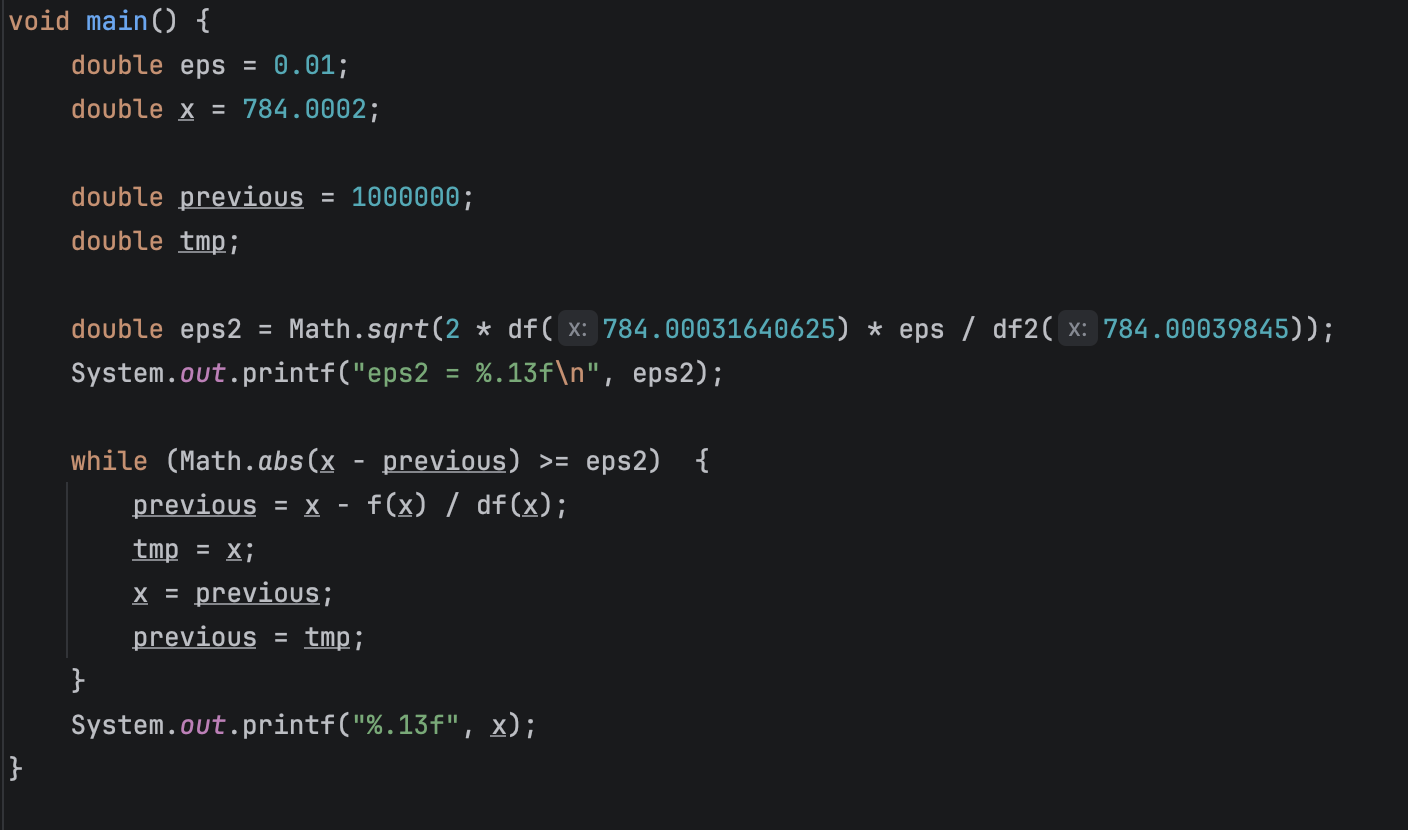 void main() {
    double eps = 0.01;
    double x = 784.0002;
    double previous = 1000000;
    double tmp;
    double eps2 = Math.sqrt(2 * df( x: 784.00031640625) * eps / df2( x: 784.00039845));
    System.out.printf("eps2 = %.13f\n", eps2);
    while (Math.abs(x - previous) >= eps2)  {
        previous = x - f(x) / df(x);
        tmp = x;
        x = previous;
        previous = tmp;
    }
    System.out.printf("%.13f", x);
}